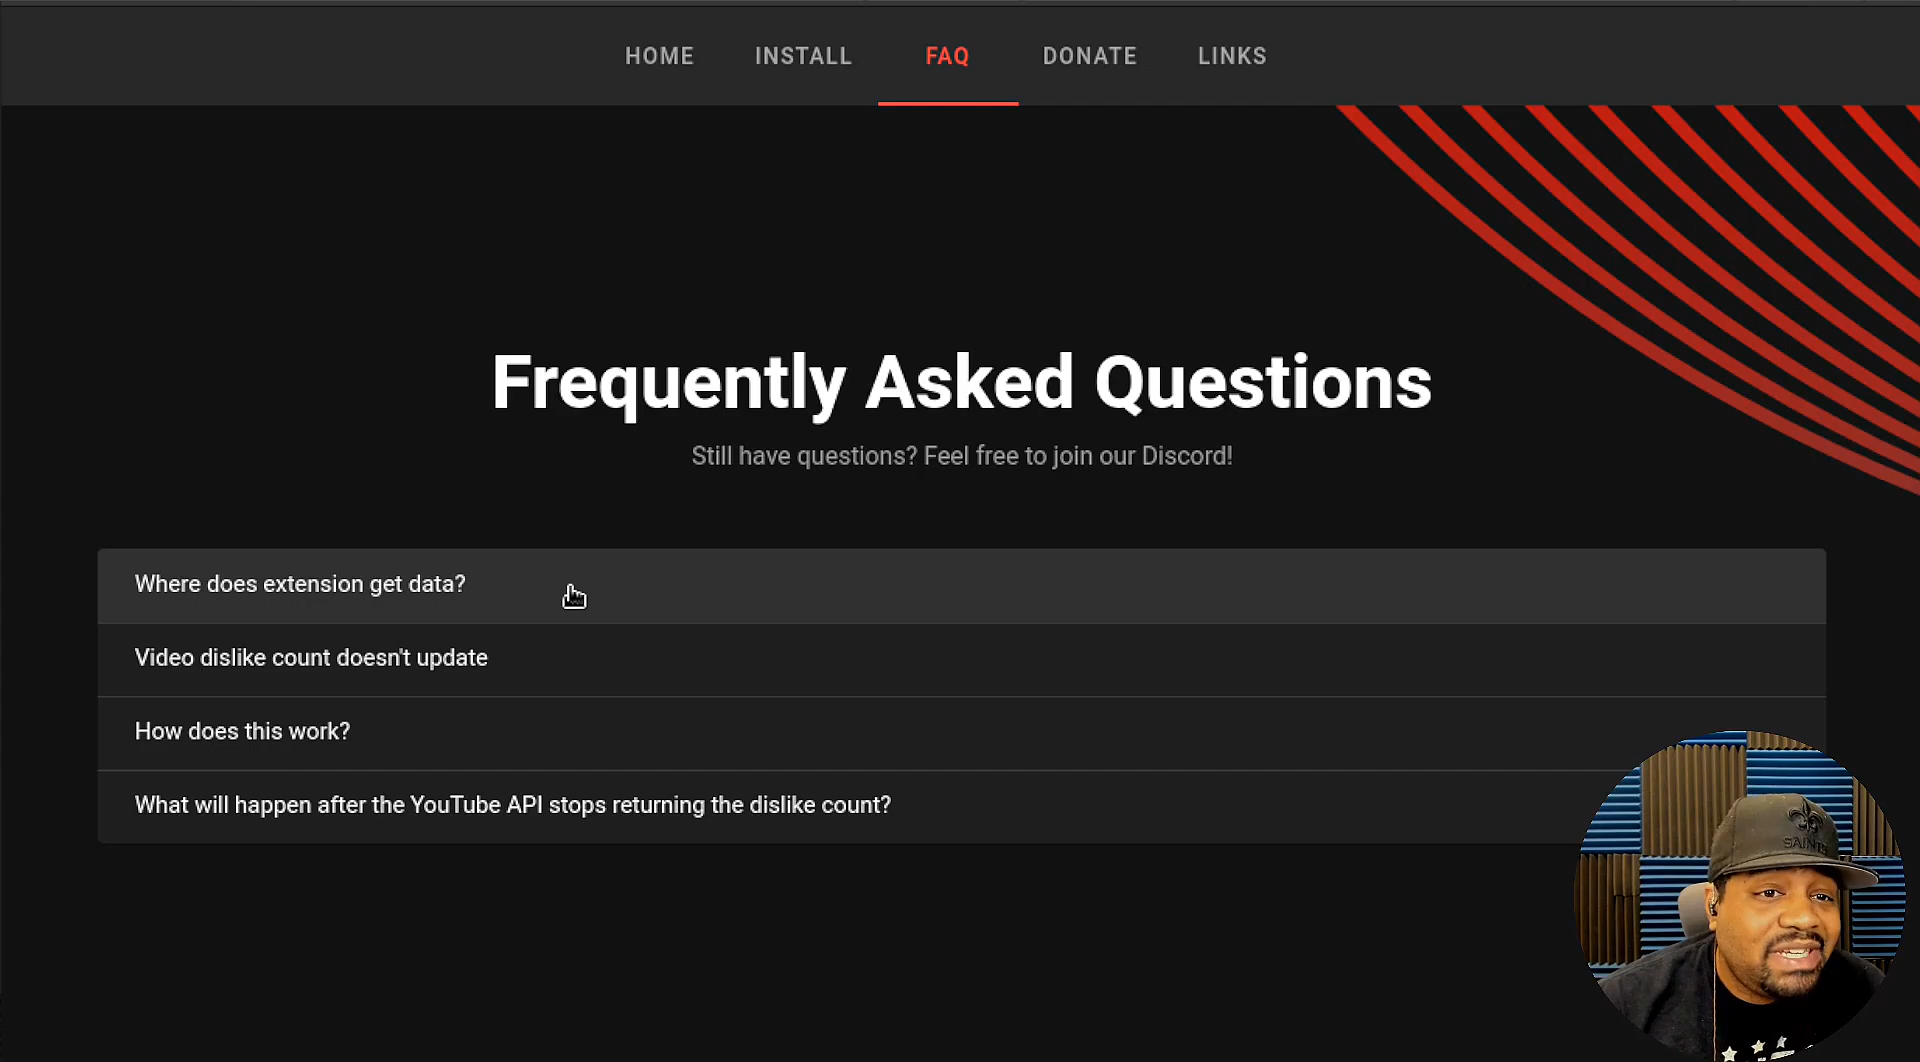 HOME INSTALL FAQ DONATE LINKS
Frequently Asked Questions
Still have questions? Feel free to join our Discord!
Where does extension get data?
Video dislike count doesn't update
How does this work?
What will happen after the YouTube API stops returning the dislike count?
SAINTS